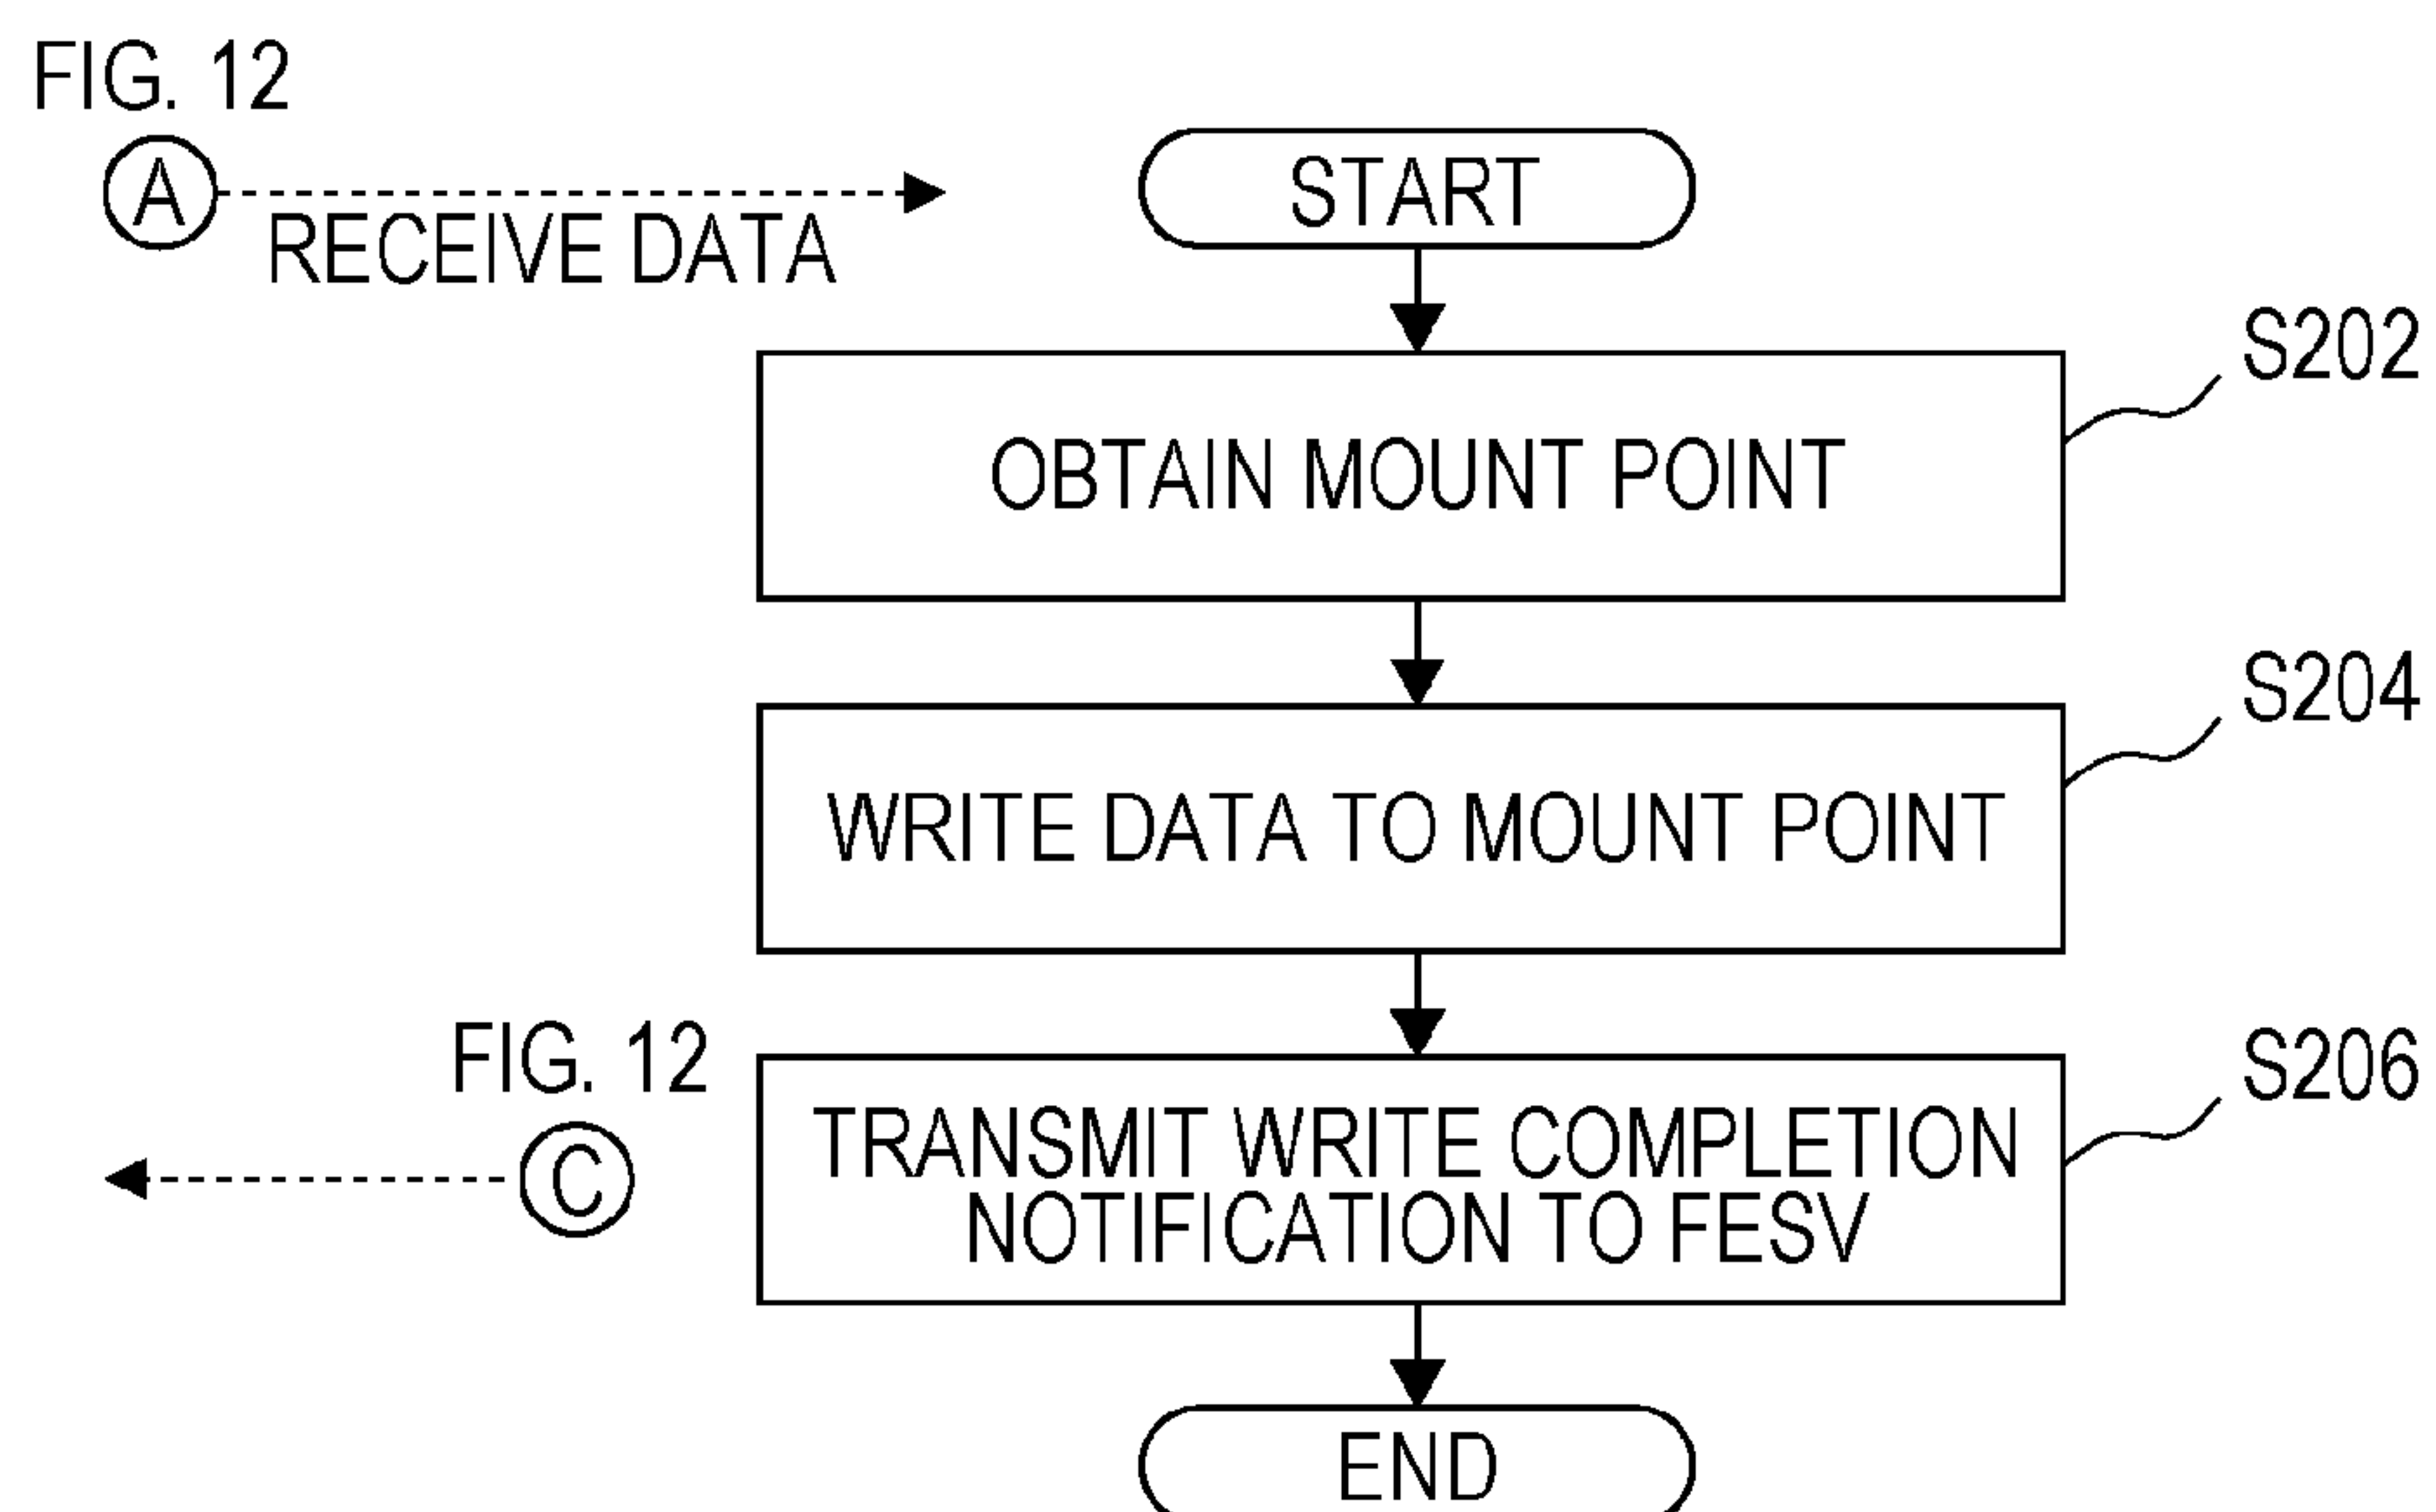 FIG. 12
A
RECEIVE DATA
START
S202
OBTAIN MOUNT POINT
S204
WRITE DATA TO MOUNT POINT
FIG. 12
C
S206
TRANSMIT WRITE COMPLETION
NOTIFICATION TO FESV
END